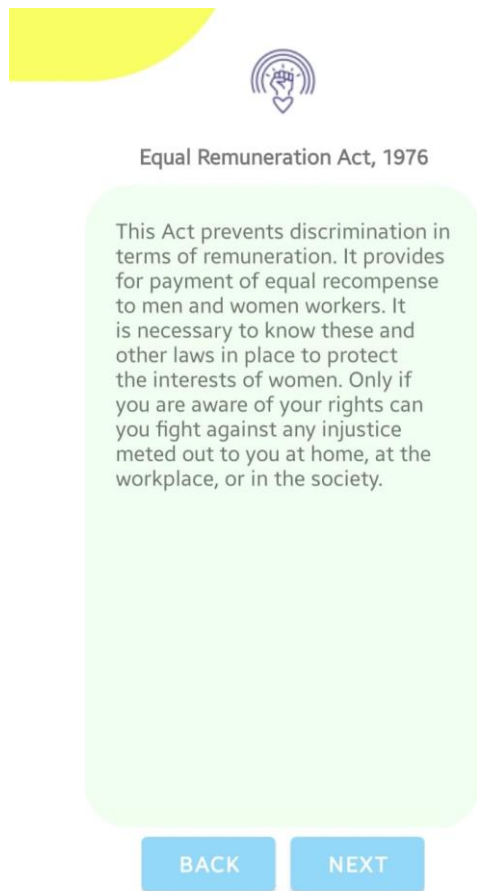 Equal Remuneration Act, 1976
This Act prevents discrimination in
terms of remuneration. It provides
for payment of equal recompense
to men and women workers. It
is necessary to know these and
other laws in place to protect
the interests of women. Only if
you are aware of your rights can
you fight against any injustice
meted out to you at home, at the
workplace, or in the society.
BACK NEXT